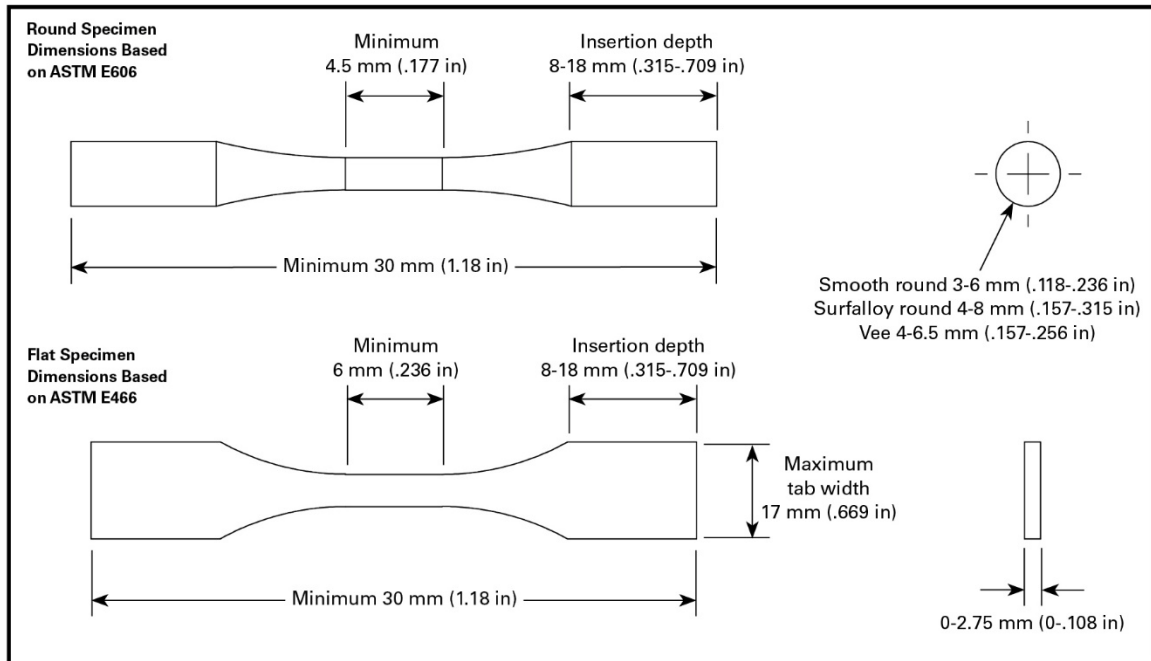 Round Specimen
Dimensions Based
on ASTM E606
Minimum
4.5 mm (.177 in)
Insertion depth
8-18 mm (.315-.709 in)
Minimum 30 mm (1.18 in)
Smooth round 3-6 mm (.118-.236 in)
Surfalloy round 4-8 mm (.157-.315 in)
Vee 4-6.5 mm (.157-.256 in)
Flat Specimen
Dimensions Based
on ASTM E466
Minimum
6 mm (.236 in)
Insertion depth
8-18 mm (.315-.709 in)
Maximum
tab width
17 mm (.669 in)
Minimum 30 mm (1.18 in)
0-2.75 mm (0-.108 in)